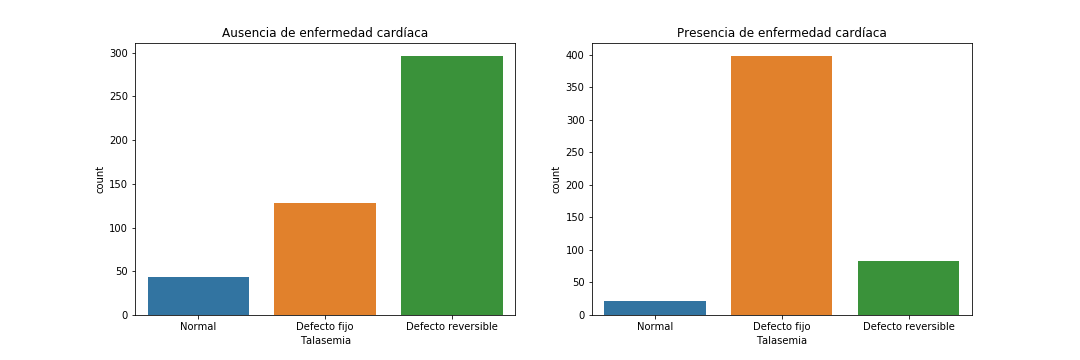 Ausencia de enfermedad cardíaca
300
250
200
150
100
50
0
count
Normal Defecto fijo Defecto reversible
Talasemia
Presencia de enfermedad cardíaca
400
350
300
250
200
150
100
50
0
count
Normal Defecto fijo Defecto reversible
Talasemia